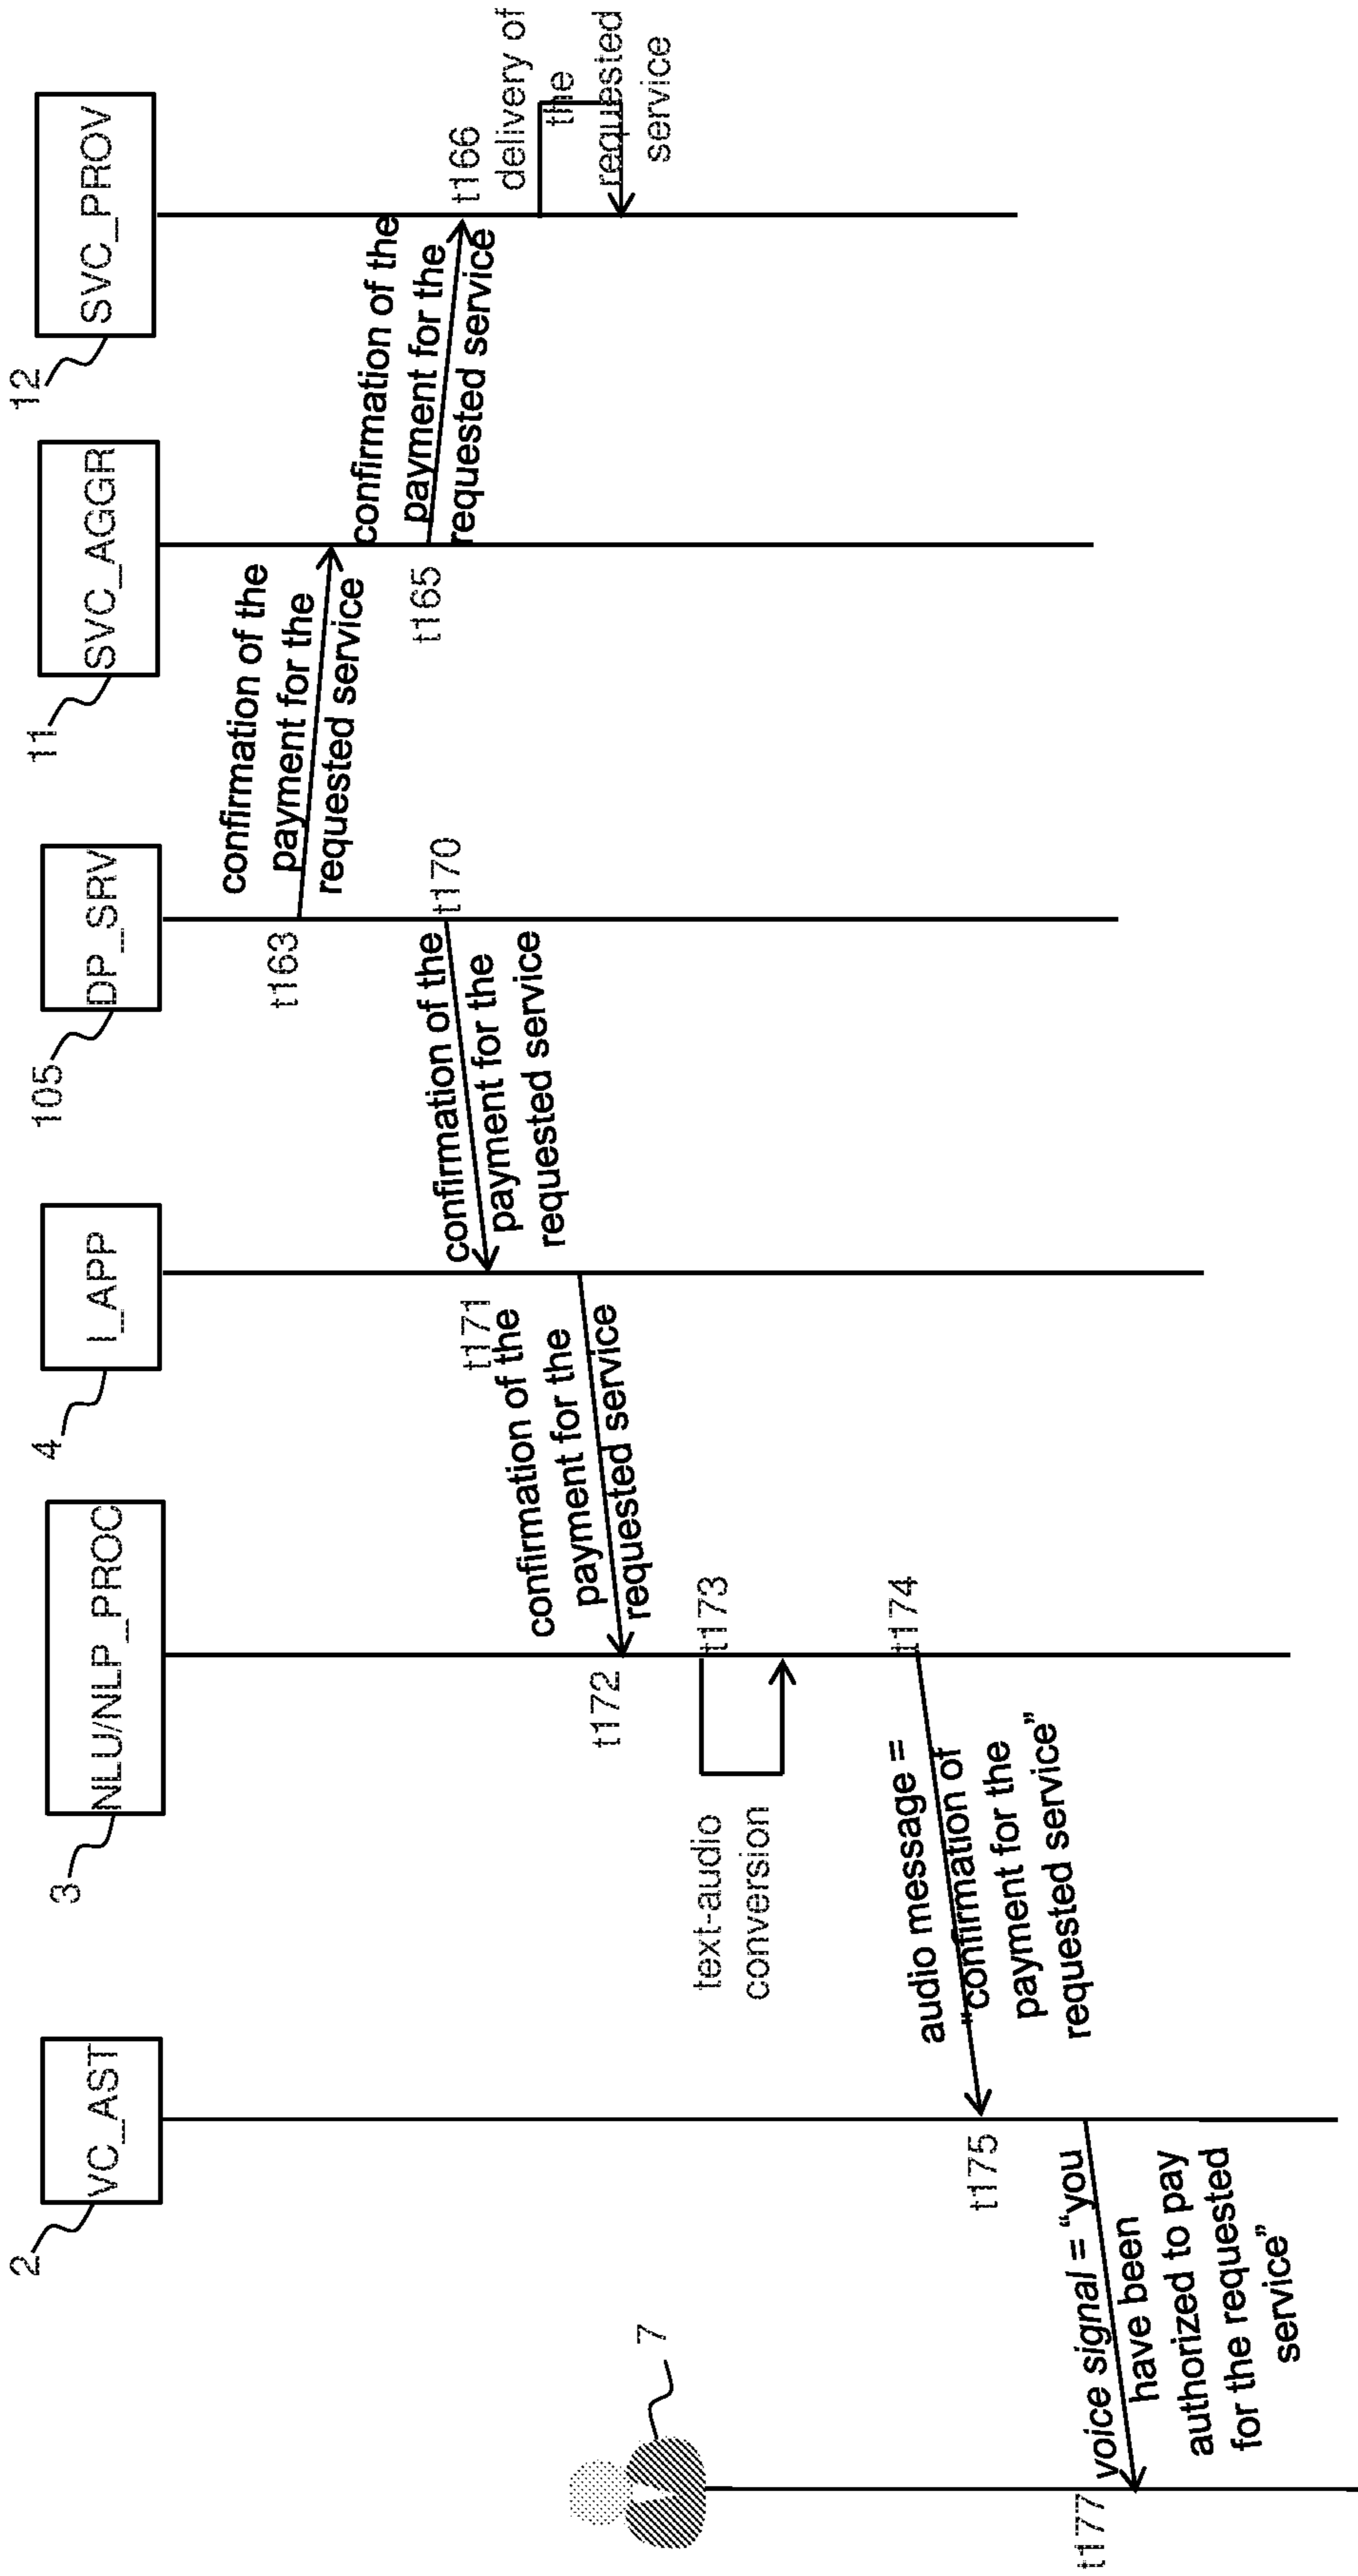 2
VC_AST
3
NLU/NLP_PROC
4
I_APP
105
DP_SRV
11
SVC_AGGR
12
SVC_PROV
7
t163
confirmation of the
payment for the
requested service
t165
confirmation of the
payment for the
requested service
t166
delivery of
the
requested
service
t170
confirmation of the
payment for the
requested service
t171
confirmation of the
payment for the
requested service
t172
t173
text-audio
conversion
t174
audio message =
“confirmation of
payment for the
requested service”
t175
voice signal = “you
have been
authorized to pay
for the requested
service”
t177